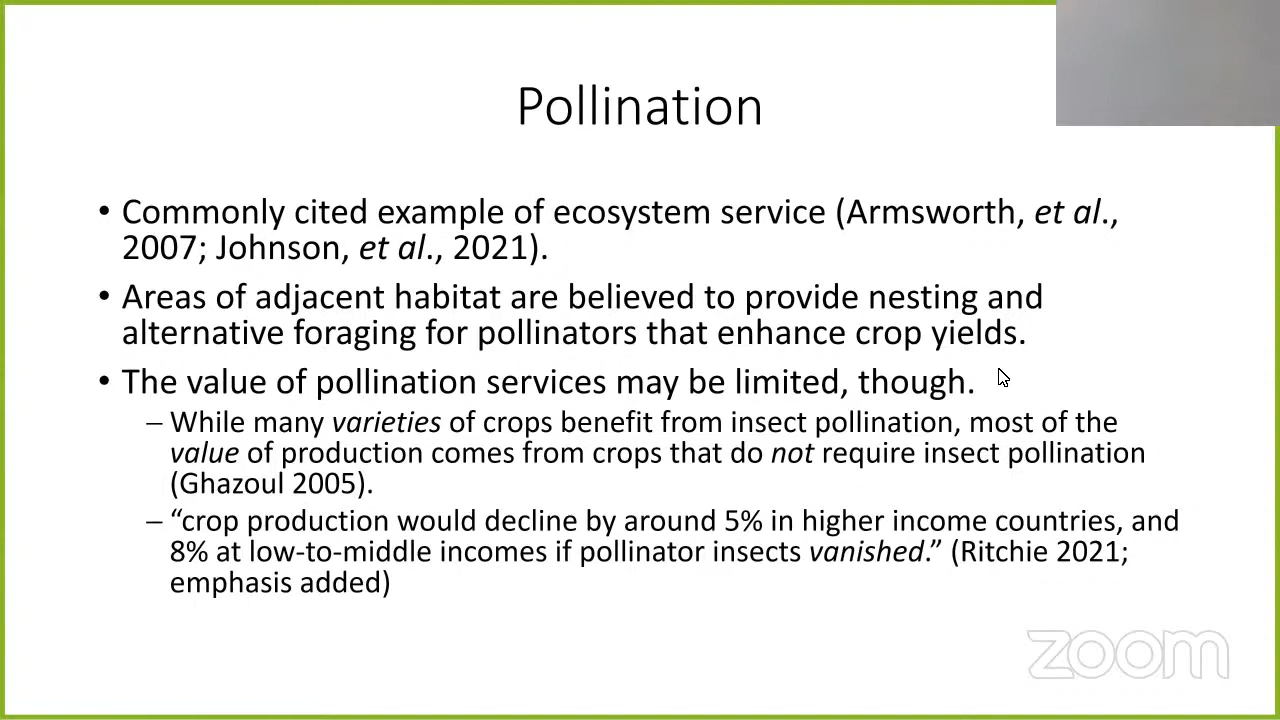 Pollination
• Commonly cited example of ecosystem service (Armsworth, et al.,
2007; Johnson, et al., 2021).
• Areas of adjacent habitat are believed to provide nesting and
alternative foraging for pollinators that enhance crop yields.
• The value of pollination services may be limited, though.
– While many varieties of crops benefit from insect pollination, most of the
value of production comes from crops that do not require insect pollination
(Ghazoul 2005).
– “crop production would decline by around 5% in higher income countries, and
8% at low-to-middle incomes if pollinator insects vanished.” (Ritchie 2021;
emphasis added)
zoom